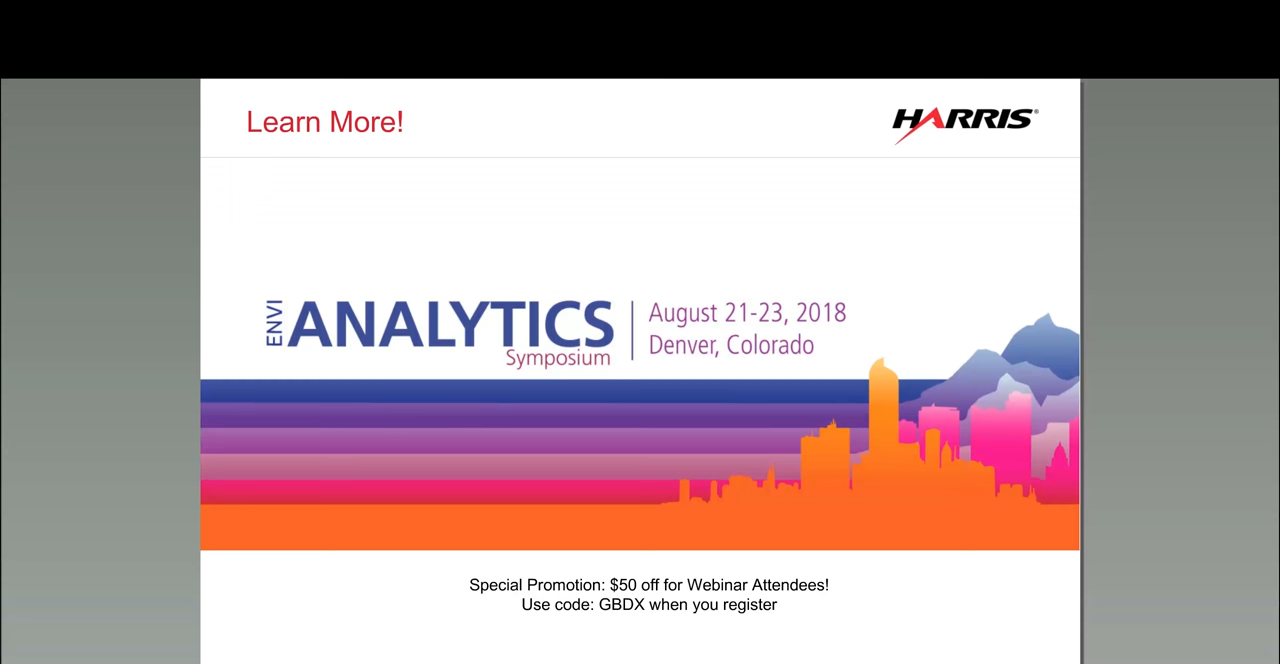 Learn More!
HARRIS®
ENVI
ANALYTICS
Symposium
August 21-23, 2018
Denver, Colorado
Special Promotion: $50 off for Webinar Attendees!
Use code: GBDX when you register